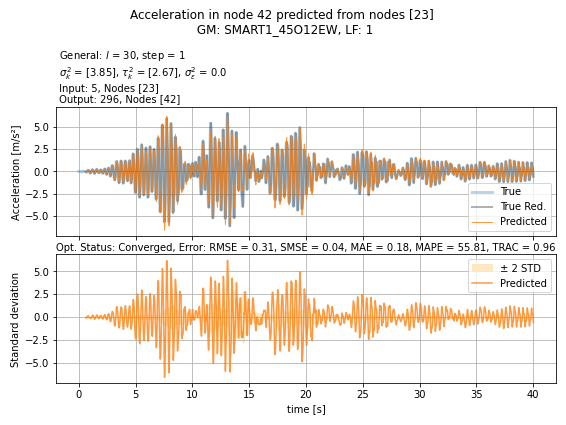 Acceleration in node 42 predicted from nodes [23]
GM: SMART1_45O12EW, LF: 1
General: l = 30, step = 1
σ²ₖ = [3.85], τ²ₖ = [2.67], σ²ε = 0.0
Input: 5, Nodes [23]
Output: 296, Nodes [42]
Acceleration [m/s²]
5.0
2.5
0.0
−2.5
−5.0
True
True Red.
Predicted
Opt. Status: Converged, Error: RMSE = 0.31, SMSE = 0.04, MAE = 0.18, MAPE = 55.81, TRAC = 0.96
Standard deviation
5.0
2.5
0.0
−2.5
−5.0
± 2 STD
Predicted
0 5 10 15 20 25 30 35 40
time [s]